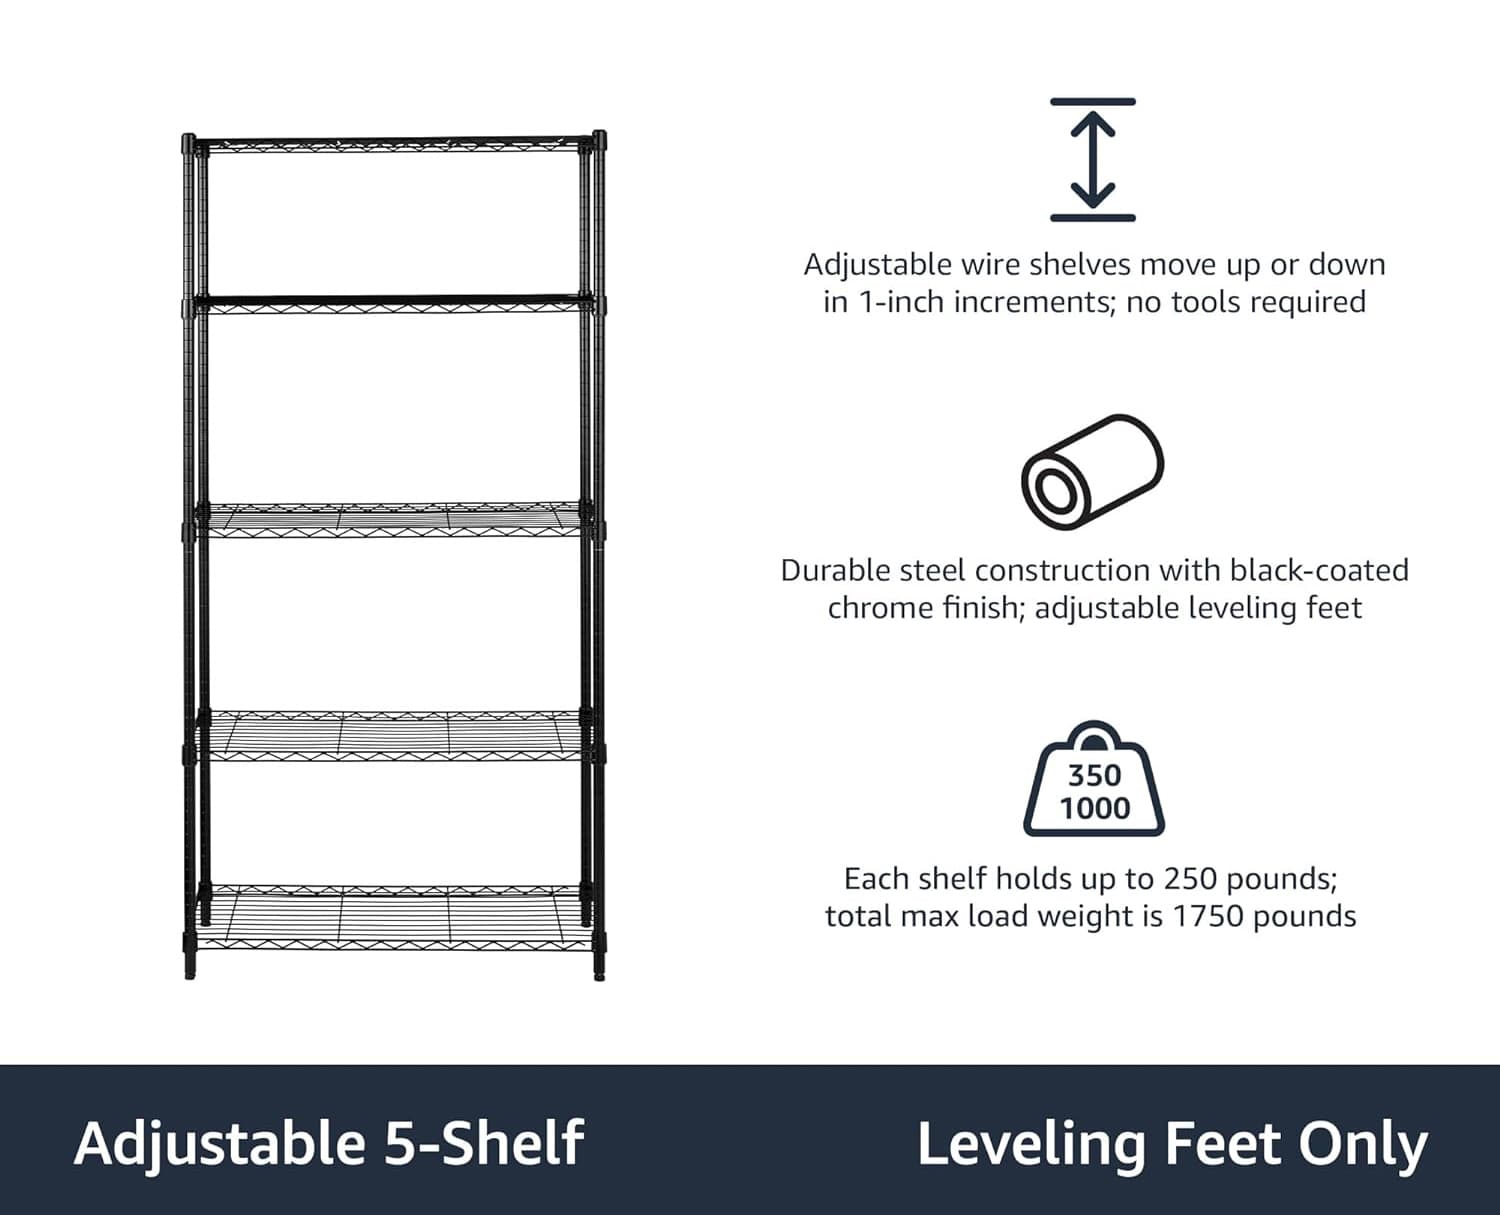 Adjustable wire shelves move up or down
in 1-inch increments; no tools required
Durable steel construction with black-coated
chrome finish; adjustable leveling feet
350
1000
Each shelf holds up to 250 pounds;
total max load weight is 1750 pounds
Adjustable 5-Shelf
Leveling Feet Only